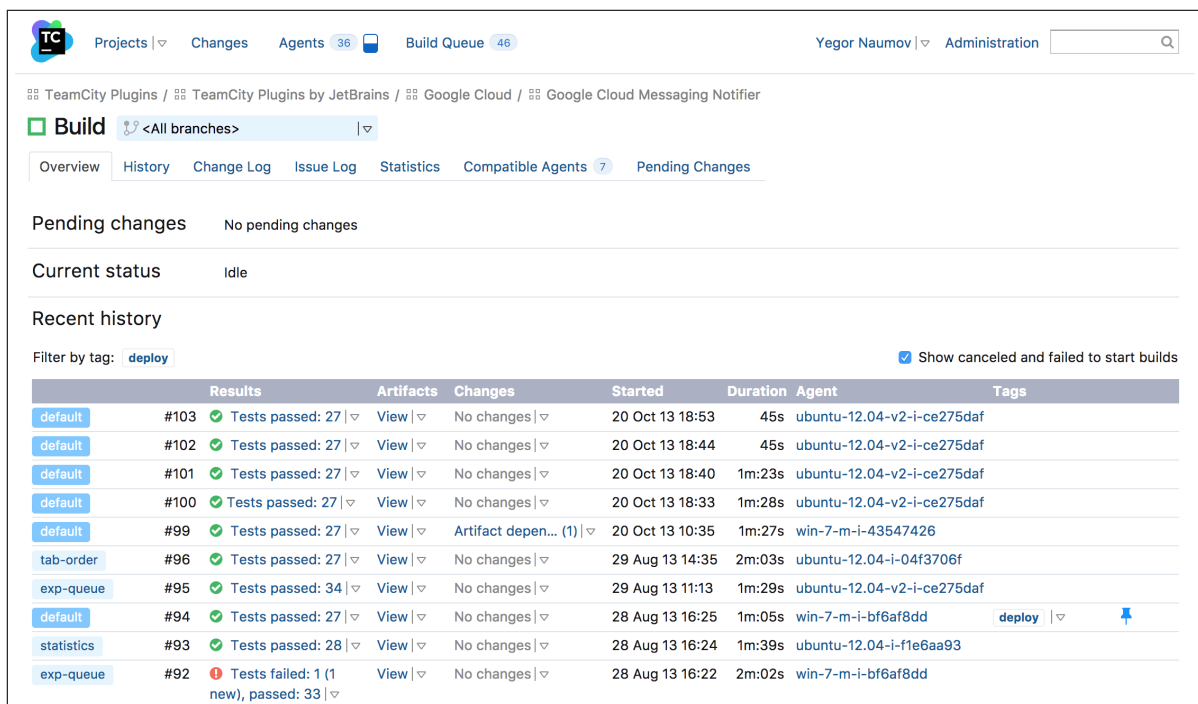 TC
Projects Changes Agents 36 Build Queue 46 Yegor Naumov Administration
TeamCity Plugins / TeamCity Plugins by JetBrains / Google Cloud / Google Cloud Messaging Notifier
Build <All branches>
Overview History Change Log Issue Log Statistics Compatible Agents 7 Pending Changes
Pending changes No pending changes
Current status Idle
Recent history
Filter by tag: deploy Show canceled and failed to start builds
Results Artifacts Changes Started Duration Agent Tags
default #103 Tests passed: 27 View No changes 20 Oct 13 18:53 45s ubuntu-12.04-v2-i-ce275daf
default #102 Tests passed: 27 View No changes 20 Oct 13 18:44 45s ubuntu-12.04-v2-i-ce275daf
default #101 Tests passed: 27 View No changes 20 Oct 13 18:40 1m:23s ubuntu-12.04-v2-i-ce275daf
default #100 Tests passed: 27 View No changes 20 Oct 13 18:33 1m:28s ubuntu-12.04-v2-i-ce275daf
default #99 Tests passed: 27 View Artifact depen... (1) 20 Oct 13 10:35 1m:27s win-7-m-i-43547426
tab-order #96 Tests passed: 27 View No changes 29 Aug 13 14:35 2m:03s ubuntu-12.04-i-04f3706f
exp-queue #95 Tests passed: 34 View No changes 29 Aug 13 11:13 1m:29s ubuntu-12.04-v2-i-ce275daf
default #94 Tests passed: 27 View No changes 28 Aug 13 16:25 1m:05s win-7-m-i-bf6af8dd deploy
statistics #93 Tests passed: 28 View No changes 28 Aug 13 16:24 1m:39s ubuntu-12.04-i-f1e6aa93
exp-queue #92 Tests failed: 1 (1 View No changes 28 Aug 13 16:22 2m:02s win-7-m-i-bf6af8dd
new), passed: 33